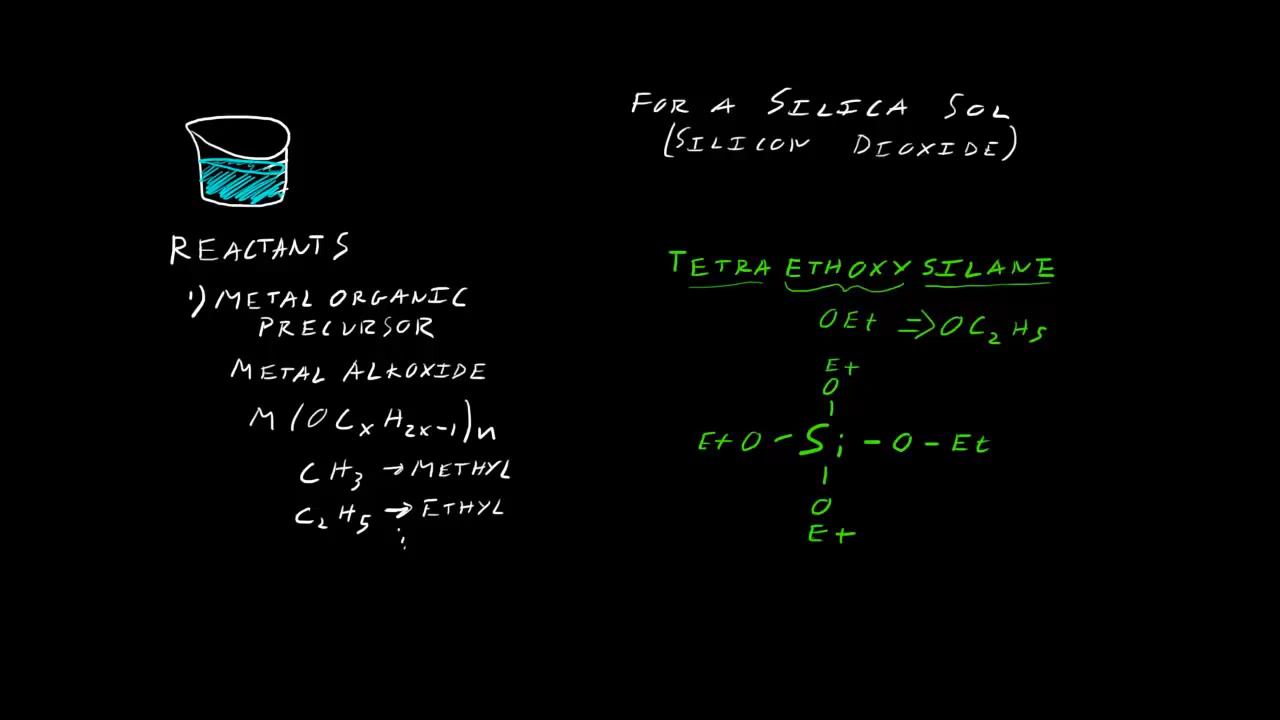 REACTANTS
1) METAL ORGANIC
PRECURSOR
METAL ALKOXIDE
M(OCxH2x-1)n
CH3 → METHYL
C2H5 → ETHYL
⋮
FOR A SILICA SOL
(SILICON DIOXIDE)
TETRA ETHOXY SILANE
OEt ⇒ OC2H5
Et
O
EtO - Si - O - Et
O
Et